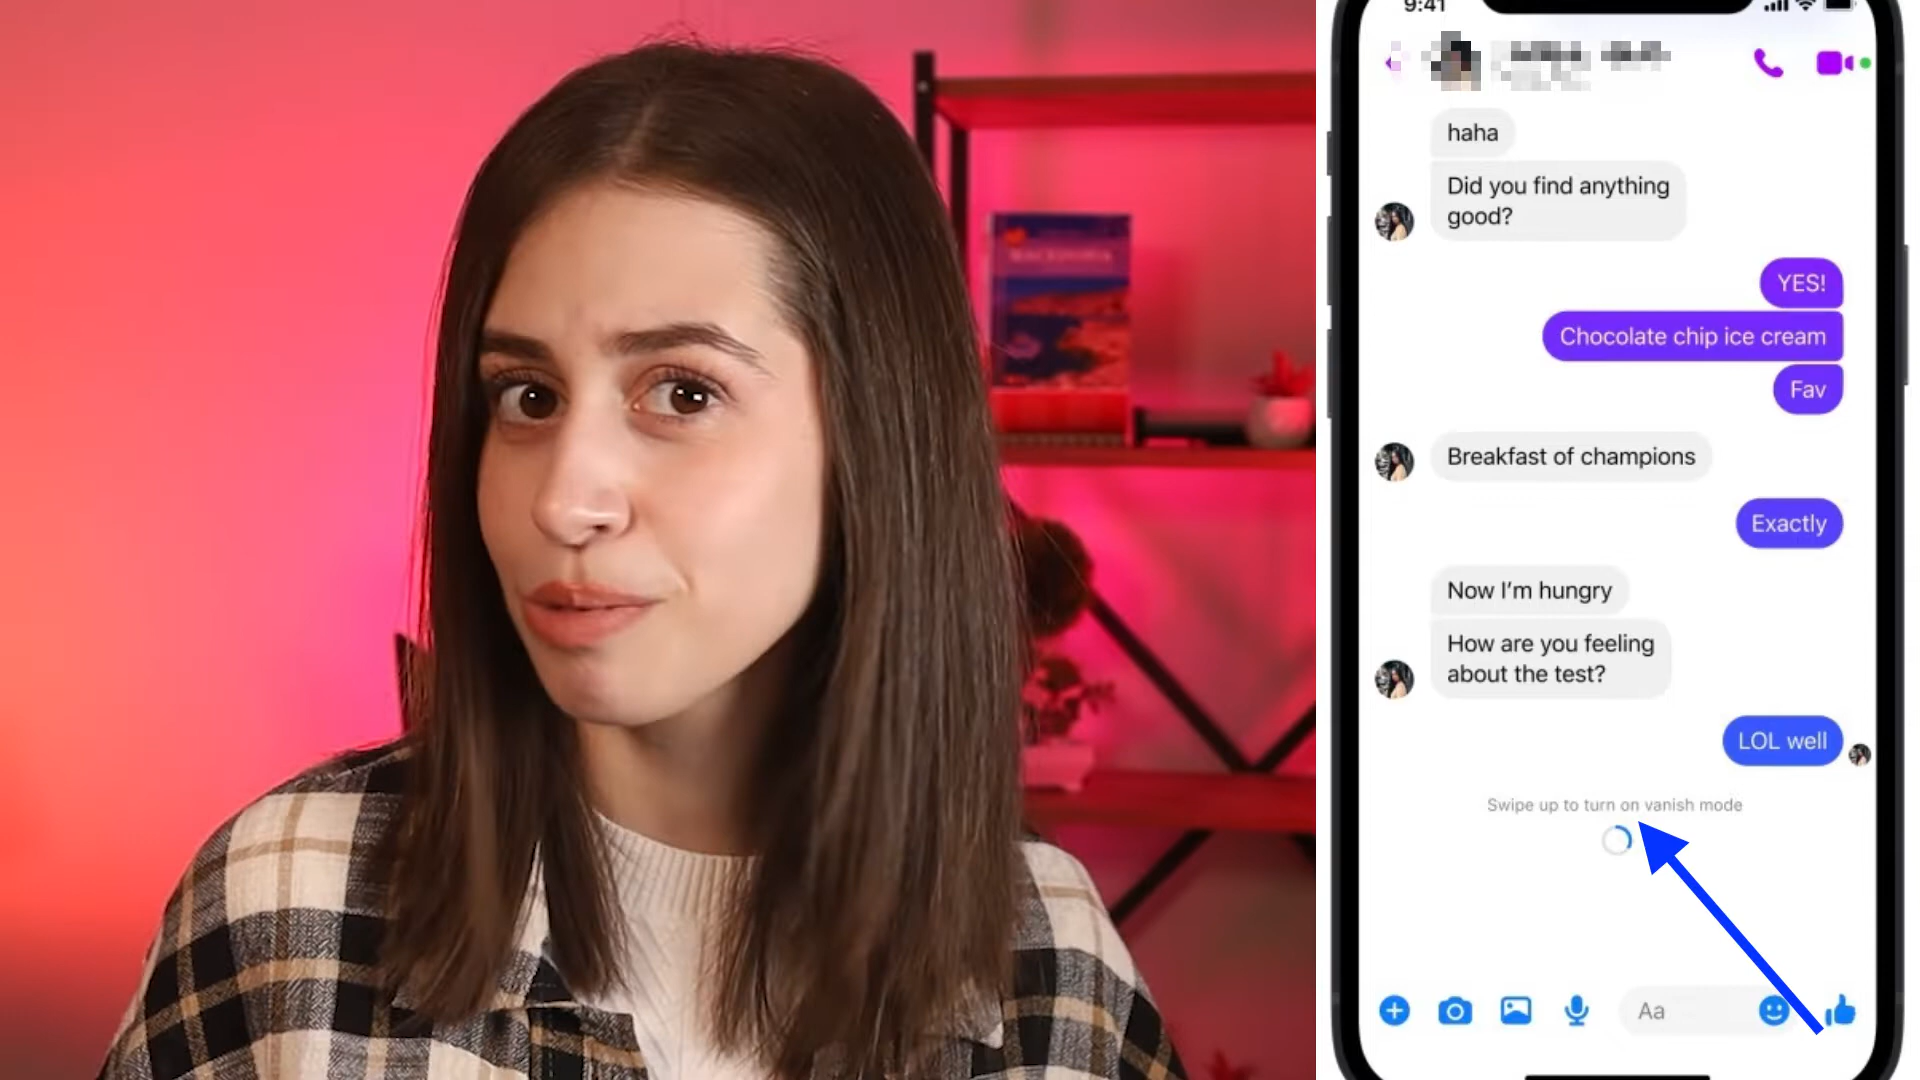 9:41
haha
Did you find anything
good?
YES!
Chocolate chip ice cream
Fav
Breakfast of champions
Exactly
Now I'm hungry
How are you feeling
about the test?
LOL well
Swipe up to turn on vanish mode
Aa